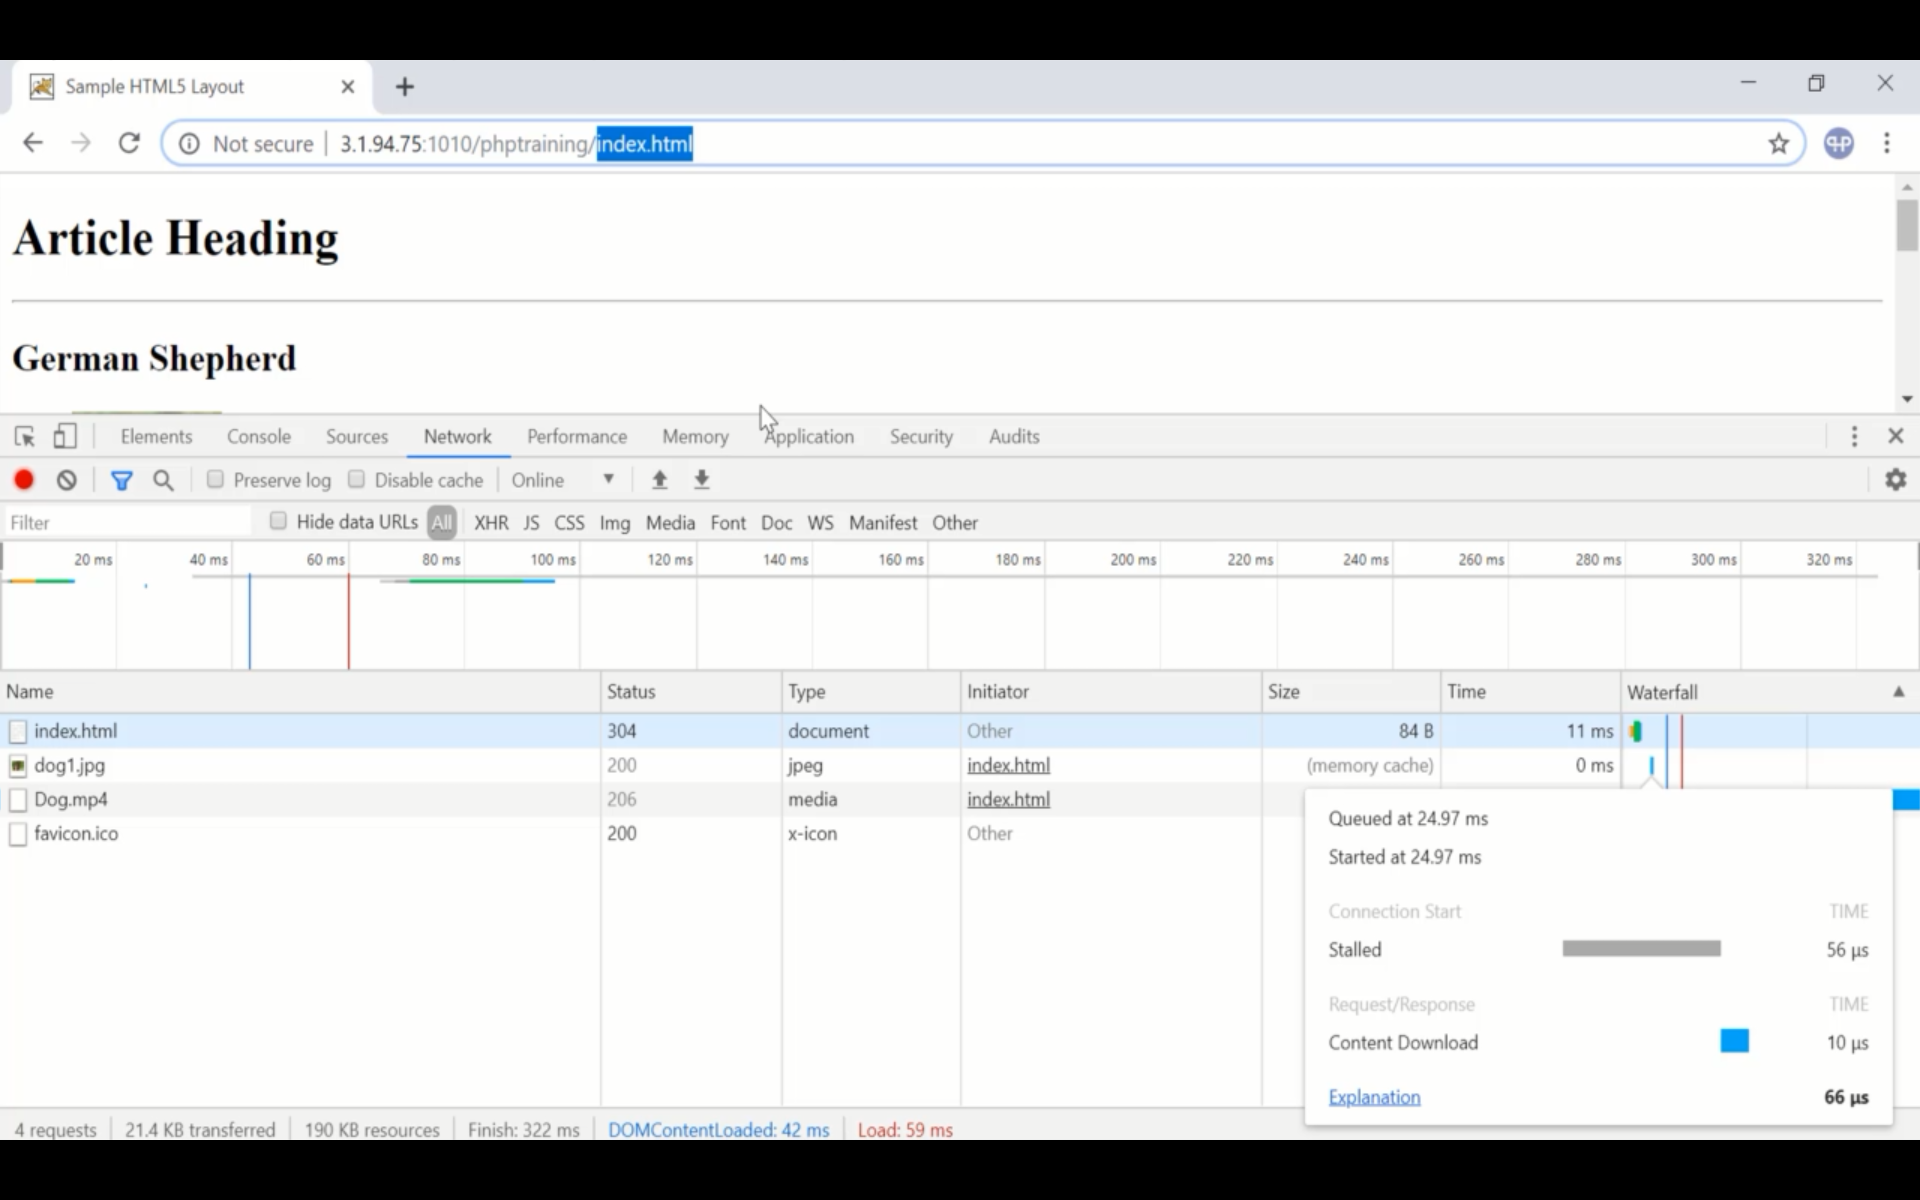 Sample HTML5 Layout
Not secure | 3.1.94.75:1010/phptraining/index.html
Article Heading
German Shepherd
Elements Console Sources Network Performance Memory Application Security Audits
Preserve log Disable cache Online
Filter Hide data URLs All XHR JS CSS Img Media Font Doc WS Manifest Other
20 ms 40 ms 60 ms 80 ms 100 ms 120 ms 140 ms 160 ms 180 ms 200 ms 220 ms 240 ms 260 ms 280 ms 300 ms 320 ms
Name Status Type Initiator Size Time Waterfall
index.html 304 document Other 84 B 11 ms
dog1.jpg 200 jpeg index.html (memory cache) 0 ms
Dog.mp4 206 media index.html
favicon.ico 200 x-icon Other
Queued at 24.97 ms
Started at 24.97 ms
Connection Start TIME
Stalled 56 µs
Request/Response TIME
Content Download 10 µs
Explanation 66 µs
4 requests 21.4 KB transferred 190 KB resources Finish: 322 ms DOMContentLoaded: 42 ms Load: 59 ms